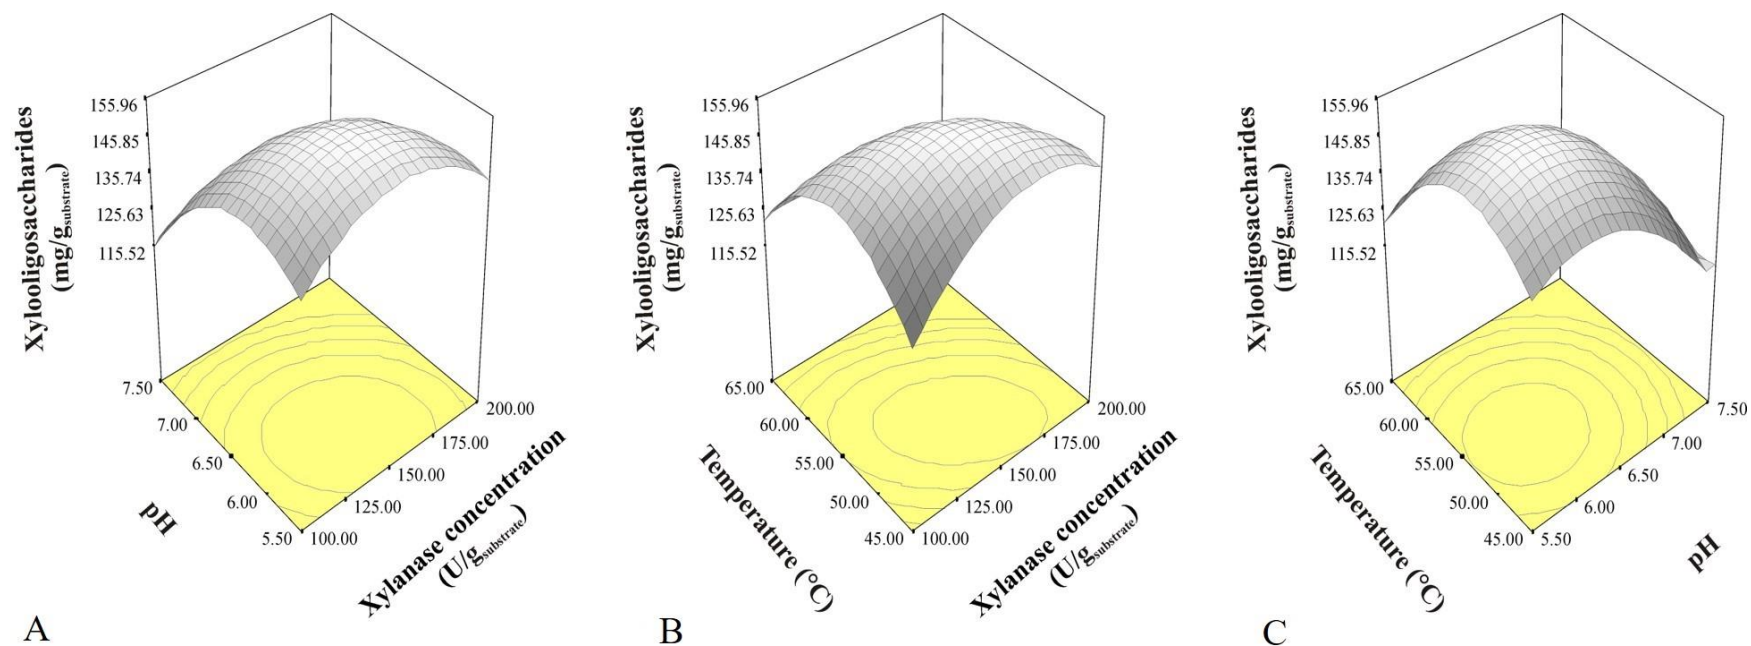 Xylooligosaccharides
(mg/gsubstrate)
155.96
145.85
135.74
125.63
115.52
7.50
7.00
6.50
6.00
5.50
pH
100.00
125.00
150.00
175.00
200.00
Xylanase concentration
(U/gsubstrate)
A
Xylooligosaccharides
(mg/gsubstrate)
155.96
145.85
135.74
125.63
115.52
65.00
60.00
55.00
50.00
45.00
Temperature (°C)
100.00
125.00
150.00
175.00
200.00
Xylanase concentration
(U/gsubstrate)
B
Xylooligosaccharides
(mg/gsubstrate)
155.96
145.85
135.74
125.63
115.52
65.00
60.00
55.00
50.00
45.00
Temperature (°C)
5.50
6.00
6.50
7.00
7.50
pH
C